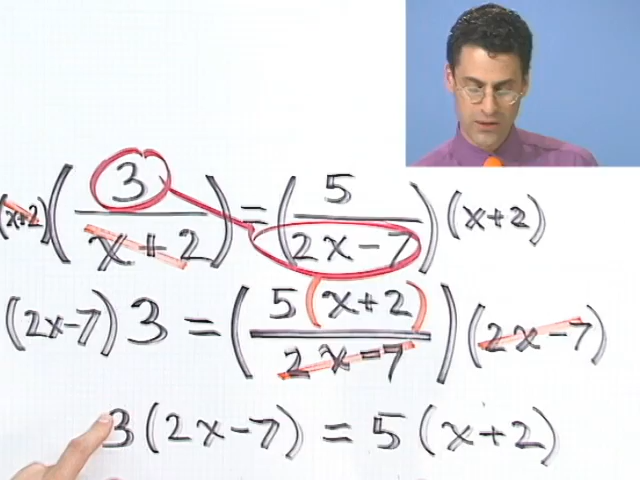 (x+2)(3/(x+2)) = (5/(2x-7))(x+2)
(2x-7)3 = (5(x+2)/(2x-7))(2x-7)
3(2x-7) = 5(x+2)